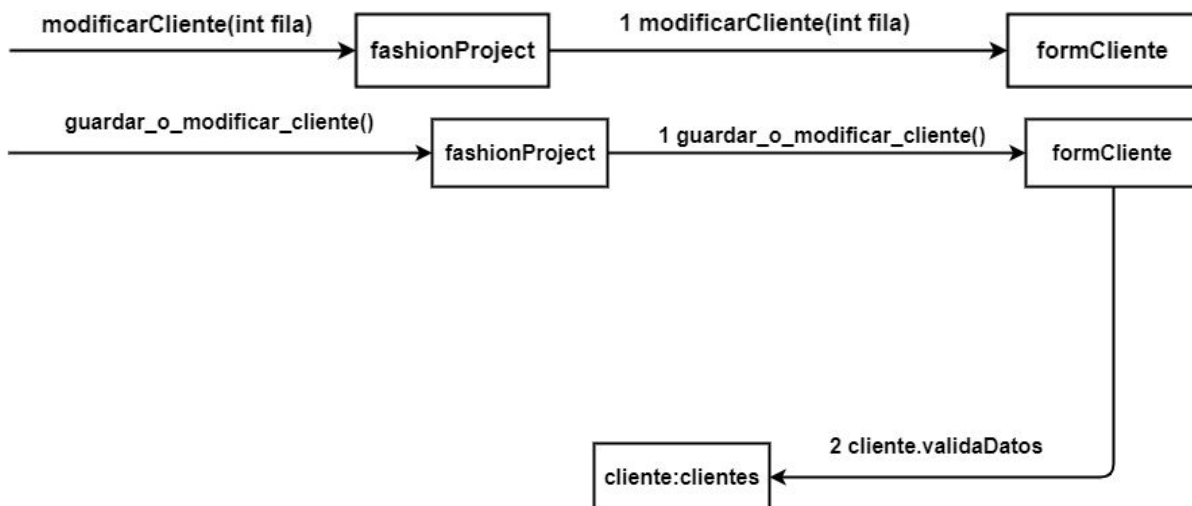 modificarCliente(int fila)
1 modificarCliente(int fila)
fashionProject
formCliente
guardar_o_modificar_cliente()
1 guardar_o_modificar_cliente()
fashionProject
formCliente
2 cliente.validaDatos
cliente:clientes